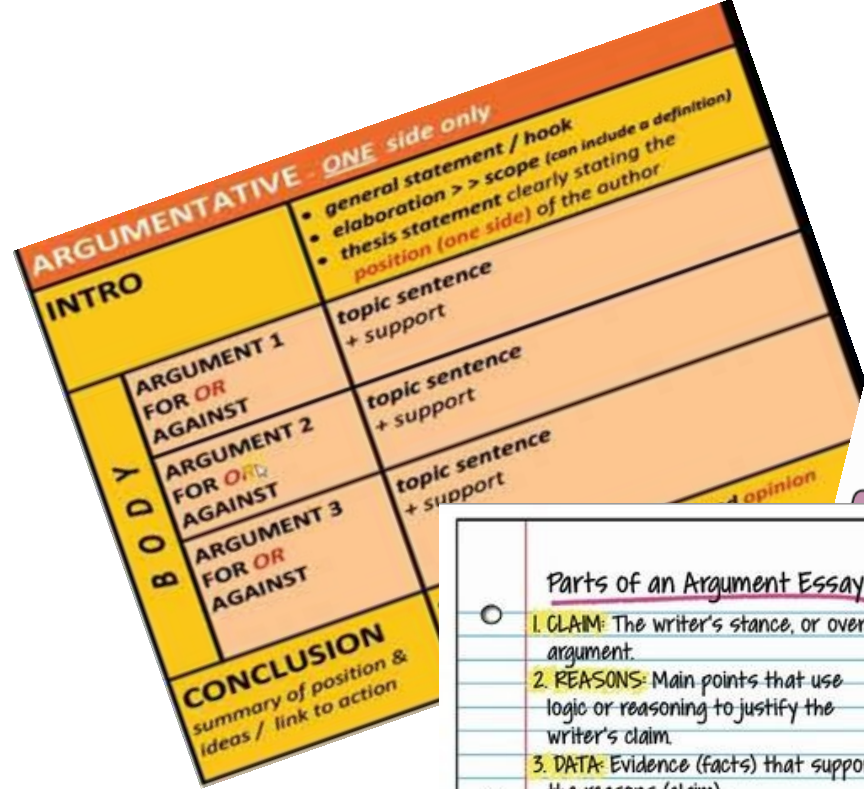 ARGUMENTATIVE - ONE side only
INTRO
• general statement / hook
• elaboration > > scope (can include a definition)
• thesis statement clearly stating the
position (one side) of the author
BODY
ARGUMENT 1
FOR OR
AGAINST
topic sentence
+ support
ARGUMENT 2
FOR OR
AGAINST
topic sentence
+ support
ARGUMENT 3
FOR OR
AGAINST
topic sentence
+ support
CONCLUSION
summary of position &
ideas / link to action
opinion
Parts of an Argument Essay
1. CLAIM: The writer's stance, or over
argument.
2. REASONS: Main points that use
logic or reasoning to justify the
writer's claim.
3. DATA: Evidence (facts) that suppo
the reasons (claim)